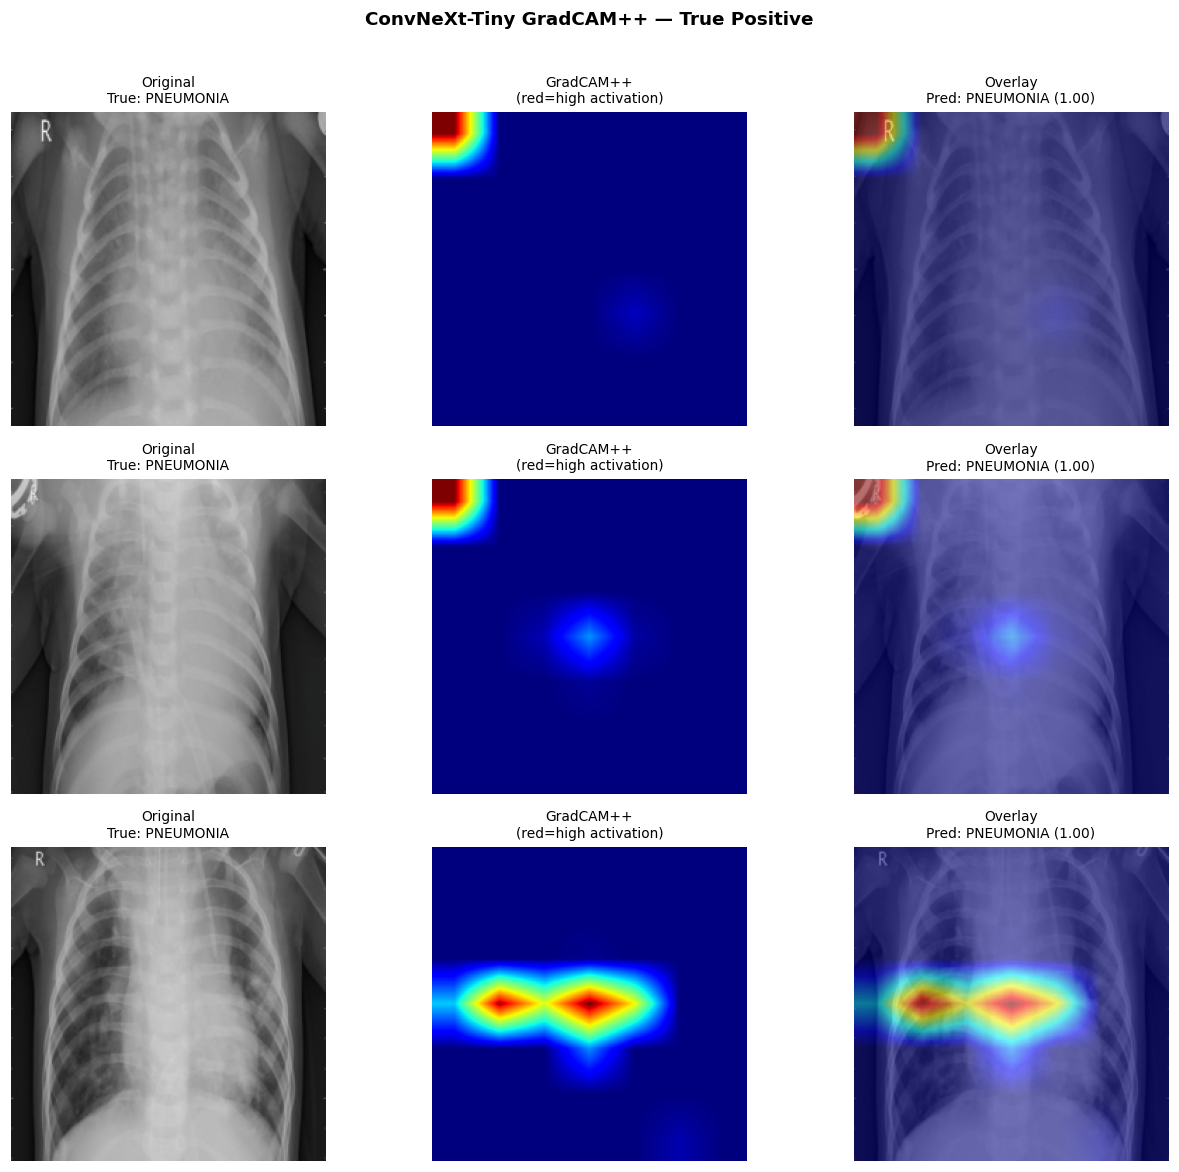 ConvNeXt-Tiny GradCAM++ — True Positive
Original
True: PNEUMONIA
GradCAM++
(red=high activation)
Overlay
Pred: PNEUMONIA (1.00)
R
R
Original
True: PNEUMONIA
GradCAM++
(red=high activation)
Overlay
Pred: PNEUMONIA (1.00)
R
R
Original
True: PNEUMONIA
GradCAM++
(red=high activation)
Overlay
Pred: PNEUMONIA (1.00)
R
R